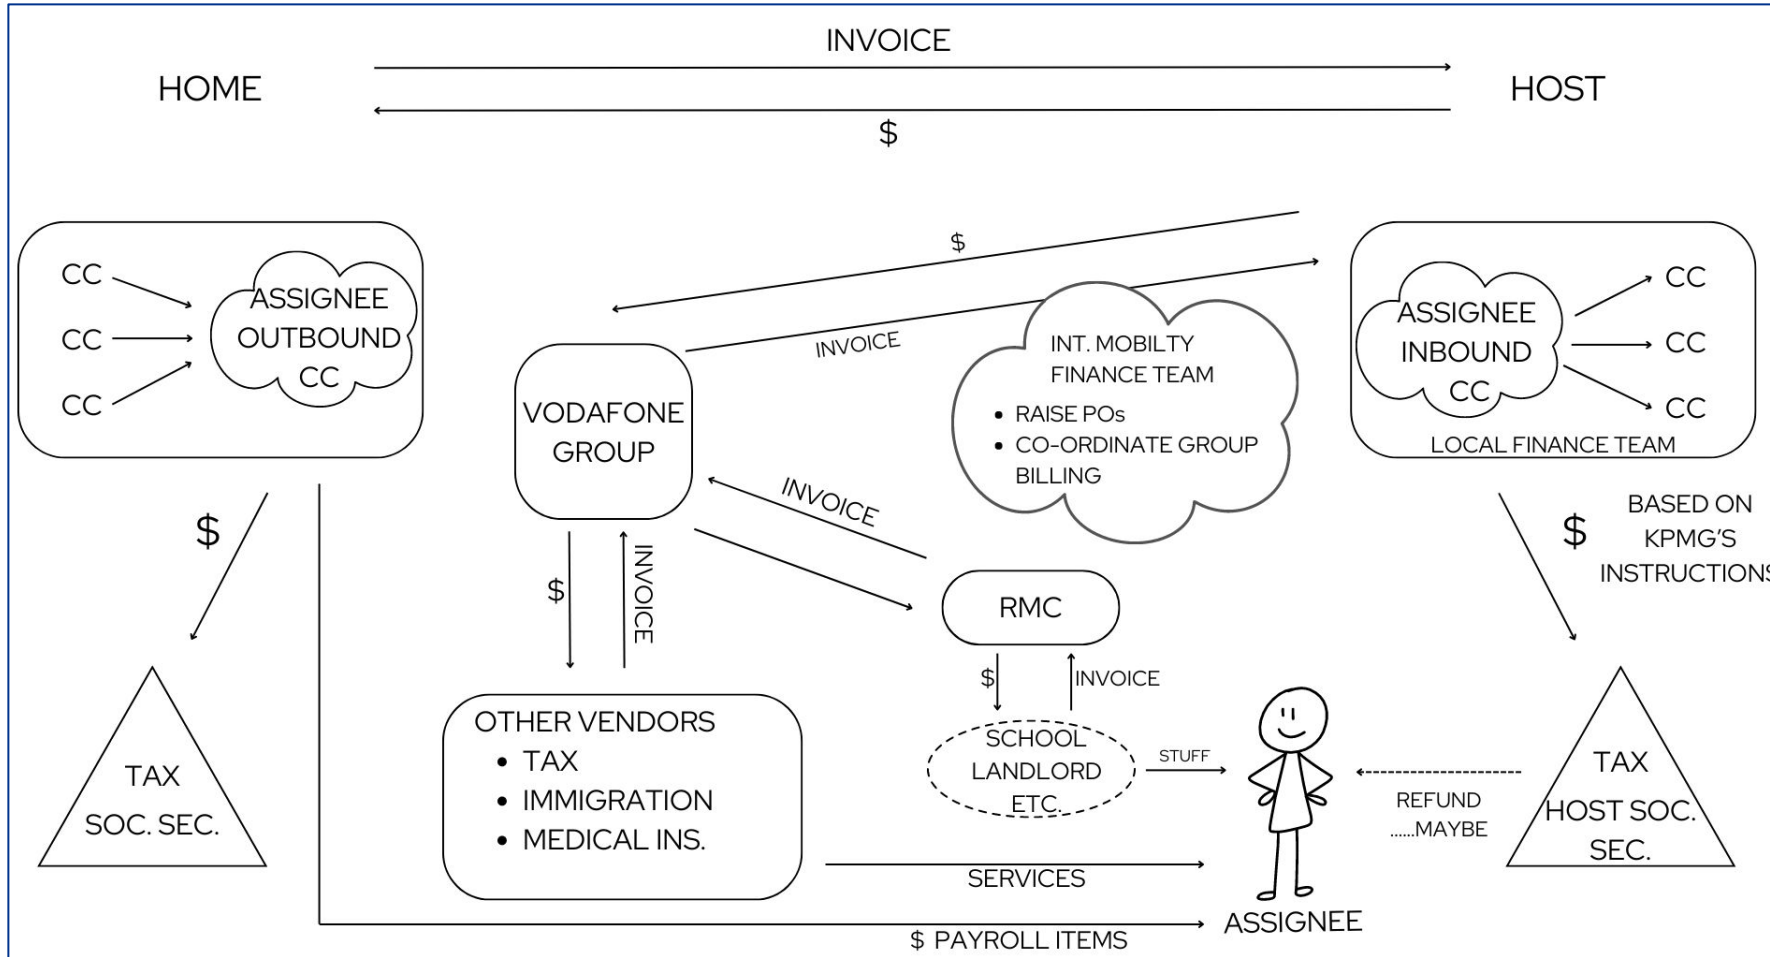 INVOICE
HOME
HOST
$
CC
CC
CC
ASSIGNEE
OUTBOUND
CC
$
INVOICE
INT. MOBILTY
FINANCE TEAM
• RAISE POs
• CO-ORDINATE GROUP
BILLING
ASSIGNEE
INBOUND
CC
CC
CC
CC
LOCAL FINANCE TEAM
VODAFONE
GROUP
INVOICE
$
$
BASED ON
KPMG'S
INSTRUCTIONS
$
INVOICE
RMC
$
INVOICE
TAX
SOC. SEC.
OTHER VENDORS
• TAX
• IMMIGRATION
• MEDICAL INS.
SCHOOL
LANDLORD
ETC.
STUFF
REFUND
......MAYBE
TAX
HOST SOC.
SEC.
SERVICES
ASSIGNEE
$ PAYROLL ITEMS